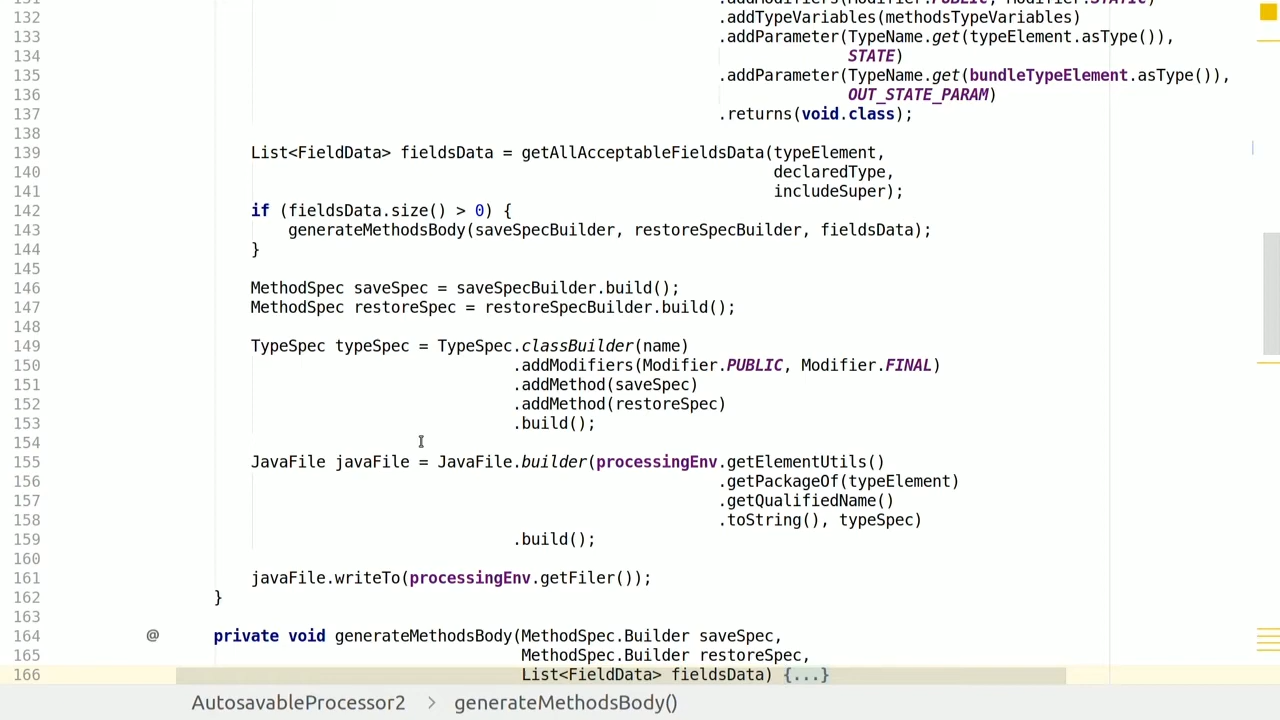 131 .addModifiers(Modifier.PUBLIC, Modifier.STATIC)
132 .addTypeVariables(methodsTypeVariables)
133 .addParameter(TypeName.get(typeElement.asType()),
134 STATE)
135 .addParameter(TypeName.get(bundleTypeElement.asType()),
136 OUT_STATE_PARAM)
137 .returns(void.class);
138
139 List<FieldData> fieldsData = getAllAcceptableFieldsData(typeElement,
140 declaredType,
141 includeSuper);
142 if (fieldsData.size() > 0) {
143 generateMethodsBody(saveSpecBuilder, restoreSpecBuilder, fieldsData);
144 }
145
146 MethodSpec saveSpec = saveSpecBuilder.build();
147 MethodSpec restoreSpec = restoreSpecBuilder.build();
148
149 TypeSpec typeSpec = TypeSpec.classBuilder(name)
150 .addModifiers(Modifier.PUBLIC, Modifier.FINAL)
151 .addMethod(saveSpec)
152 .addMethod(restoreSpec)
153 .build();
154
155 JavaFile javaFile = JavaFile.builder(processingEnv.getElementUtils()
156 .getPackageOf(typeElement)
157 .getQualifiedName()
158 .toString(), typeSpec)
159 .build();
160
161 javaFile.writeTo(processingEnv.getFiler());
162 }
163
164 @ private void generateMethodsBody(MethodSpec.Builder saveSpec,
165 MethodSpec.Builder restoreSpec,
166 List<FieldData> fieldsData) {...}
AutosavableProcessor2 > generateMethodsBody()